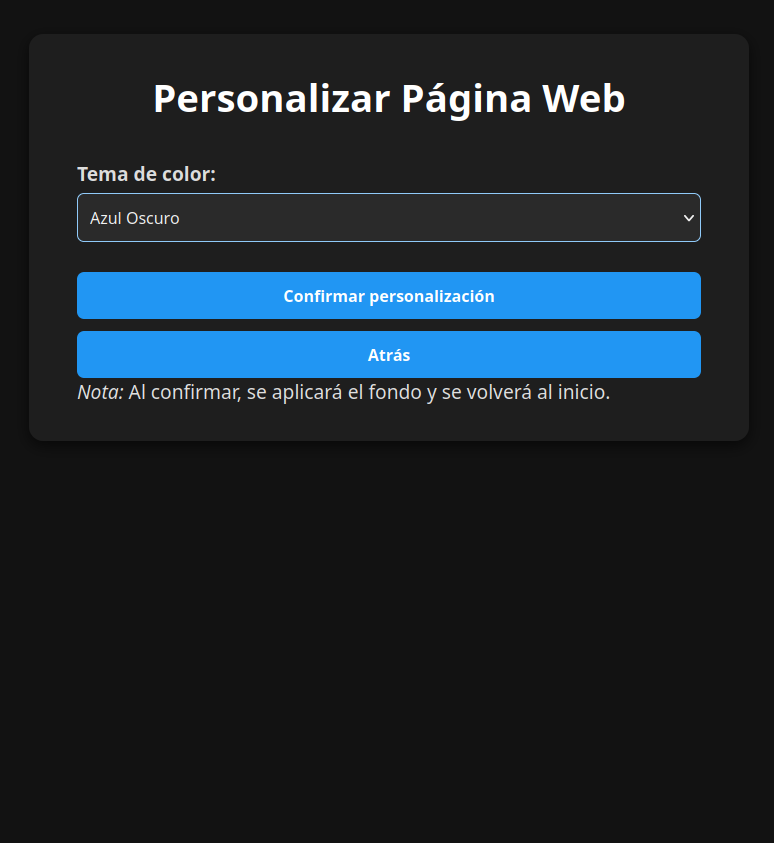 Personalizar Página Web
Tema de color:
Azul Oscuro
Confirmar personalización
Atrás
Nota: Al confirmar, se aplicará el fondo y se volverá al inicio.